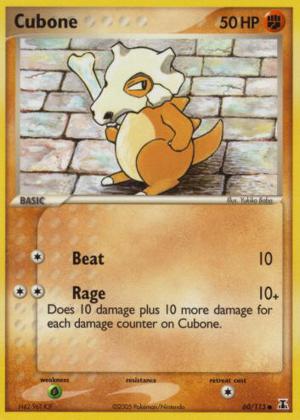 Cubone 50 HP
BASIC Illus. Yukiko Baba
Beat 10
Rage 10+
Does 10 damage plus 10 more damage for
each damage counter on Cubone.
weakness resistance retreat cost
©2005 Pokémon/Nintendo 60/113